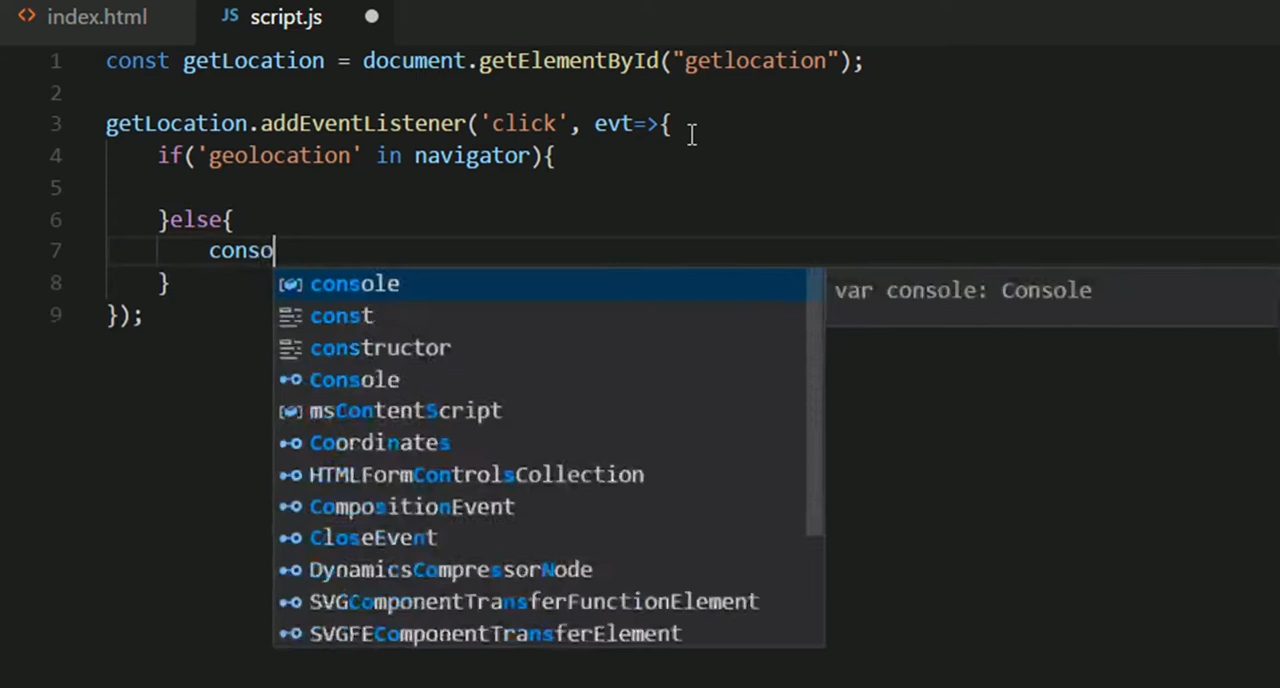 <> index.html JS script.js
1 const getLocation = document.getElementById("getlocation");
2
3 getLocation.addEventListener('click', evt=>{
4 if('geolocation' in navigator){
5
6 }else{
7 conso
8 }
9 });
console
const
constructor
Console
msContentScript
Coordinates
HTMLFormControlsCollection
CompositionEvent
CloseEvent
DynamicsCompressorNode
SVGComponentTransferFunctionElement
SVGFEComponentTransferElement
var console: Console